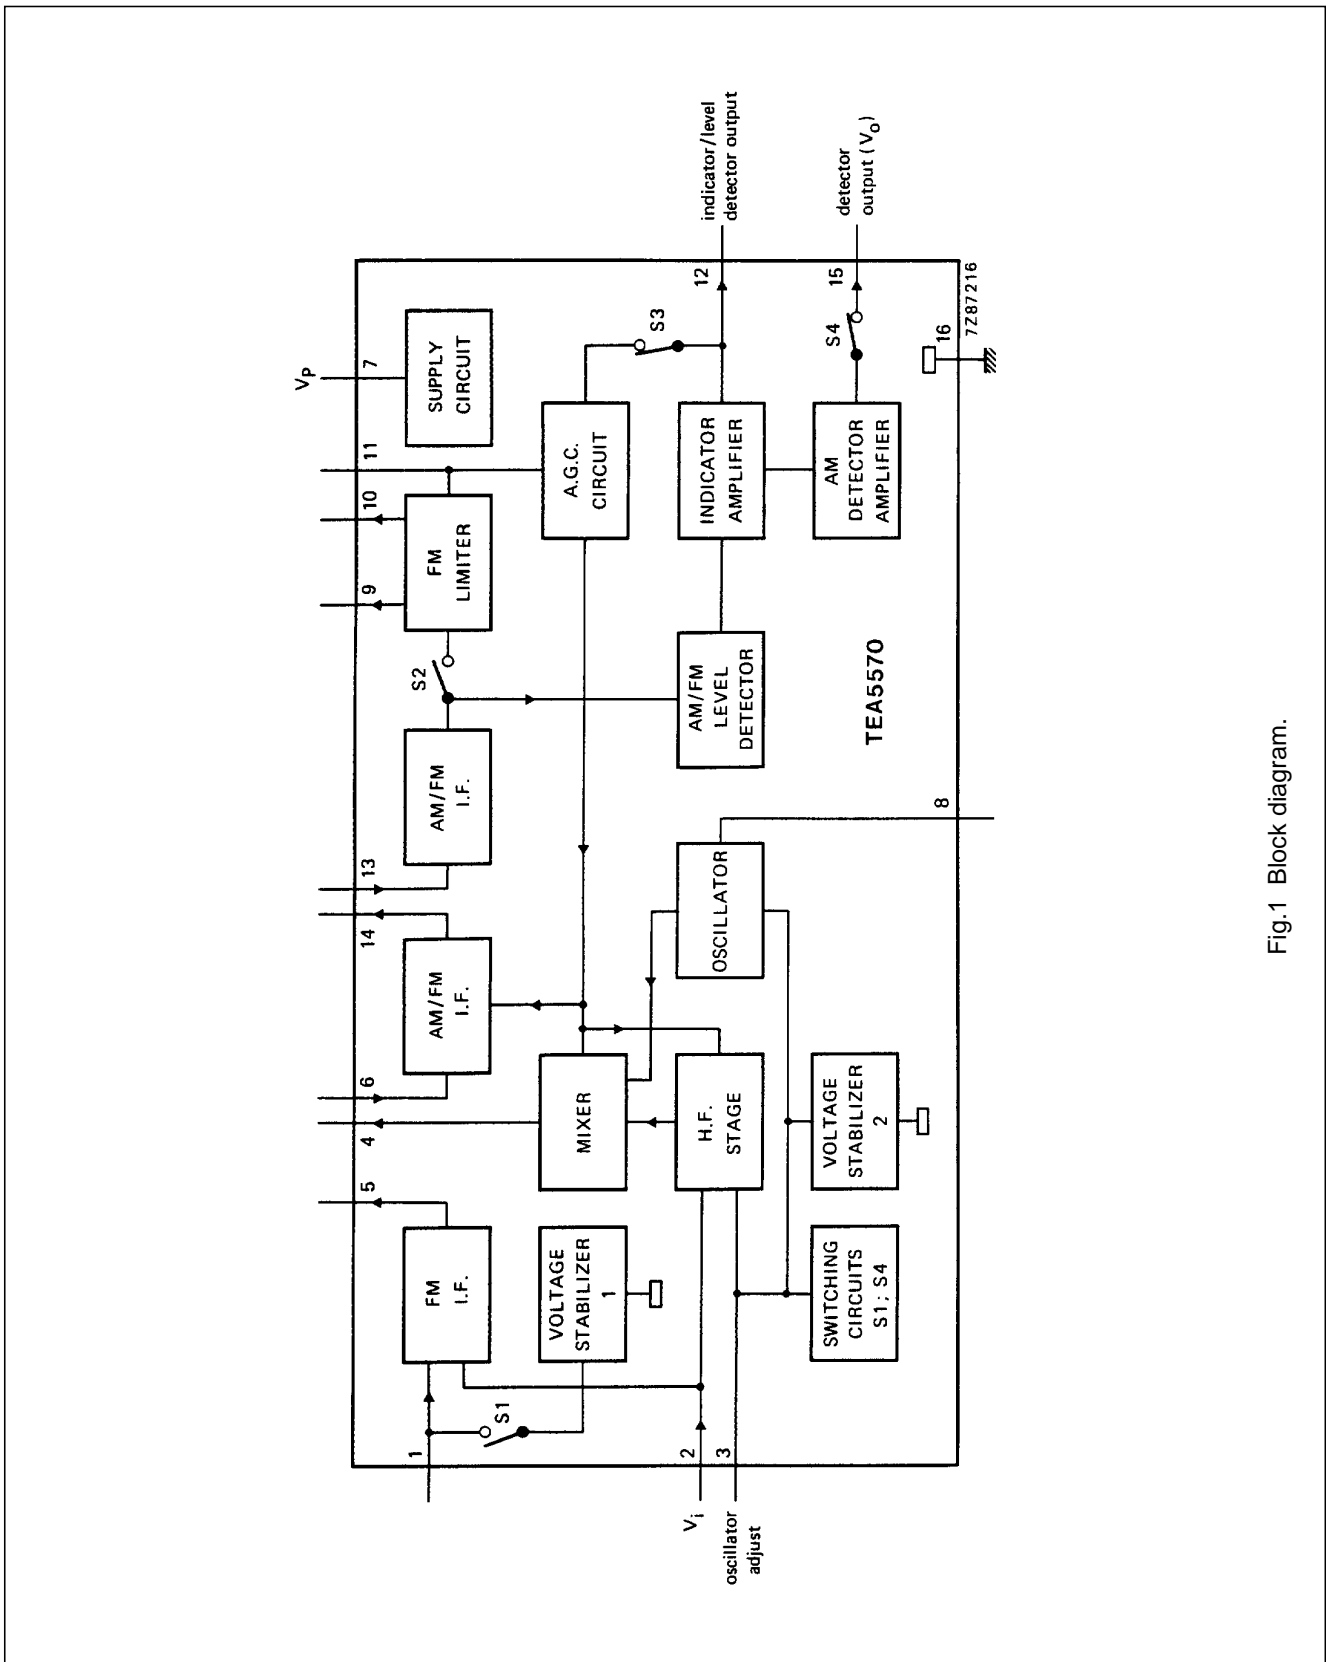 1
FM
I.F.
5
4
6
AM/FM
I.F.
14
13
AM/FM
I.F.
S2
9
FM
LIMITER
10
11
VP
7
SUPPLY
CIRCUIT
S1
VOLTAGE
STABILIZER
1
MIXER
A.G.C.
CIRCUIT
S3
Vi
2
oscillator
adjust
3
H.F.
STAGE
OSCILLATOR
AM/FM
LEVEL
DETECTOR
INDICATOR
AMPLIFIER
12
indicator/level
detector output
SWITCHING
CIRCUITS
S1; S4
VOLTAGE
STABILIZER
2
8
TEA5570
AM
DETECTOR
AMPLIFIER
S4
15
detector
output (Vo)
16
7Z87216
Fig.1 Block diagram.